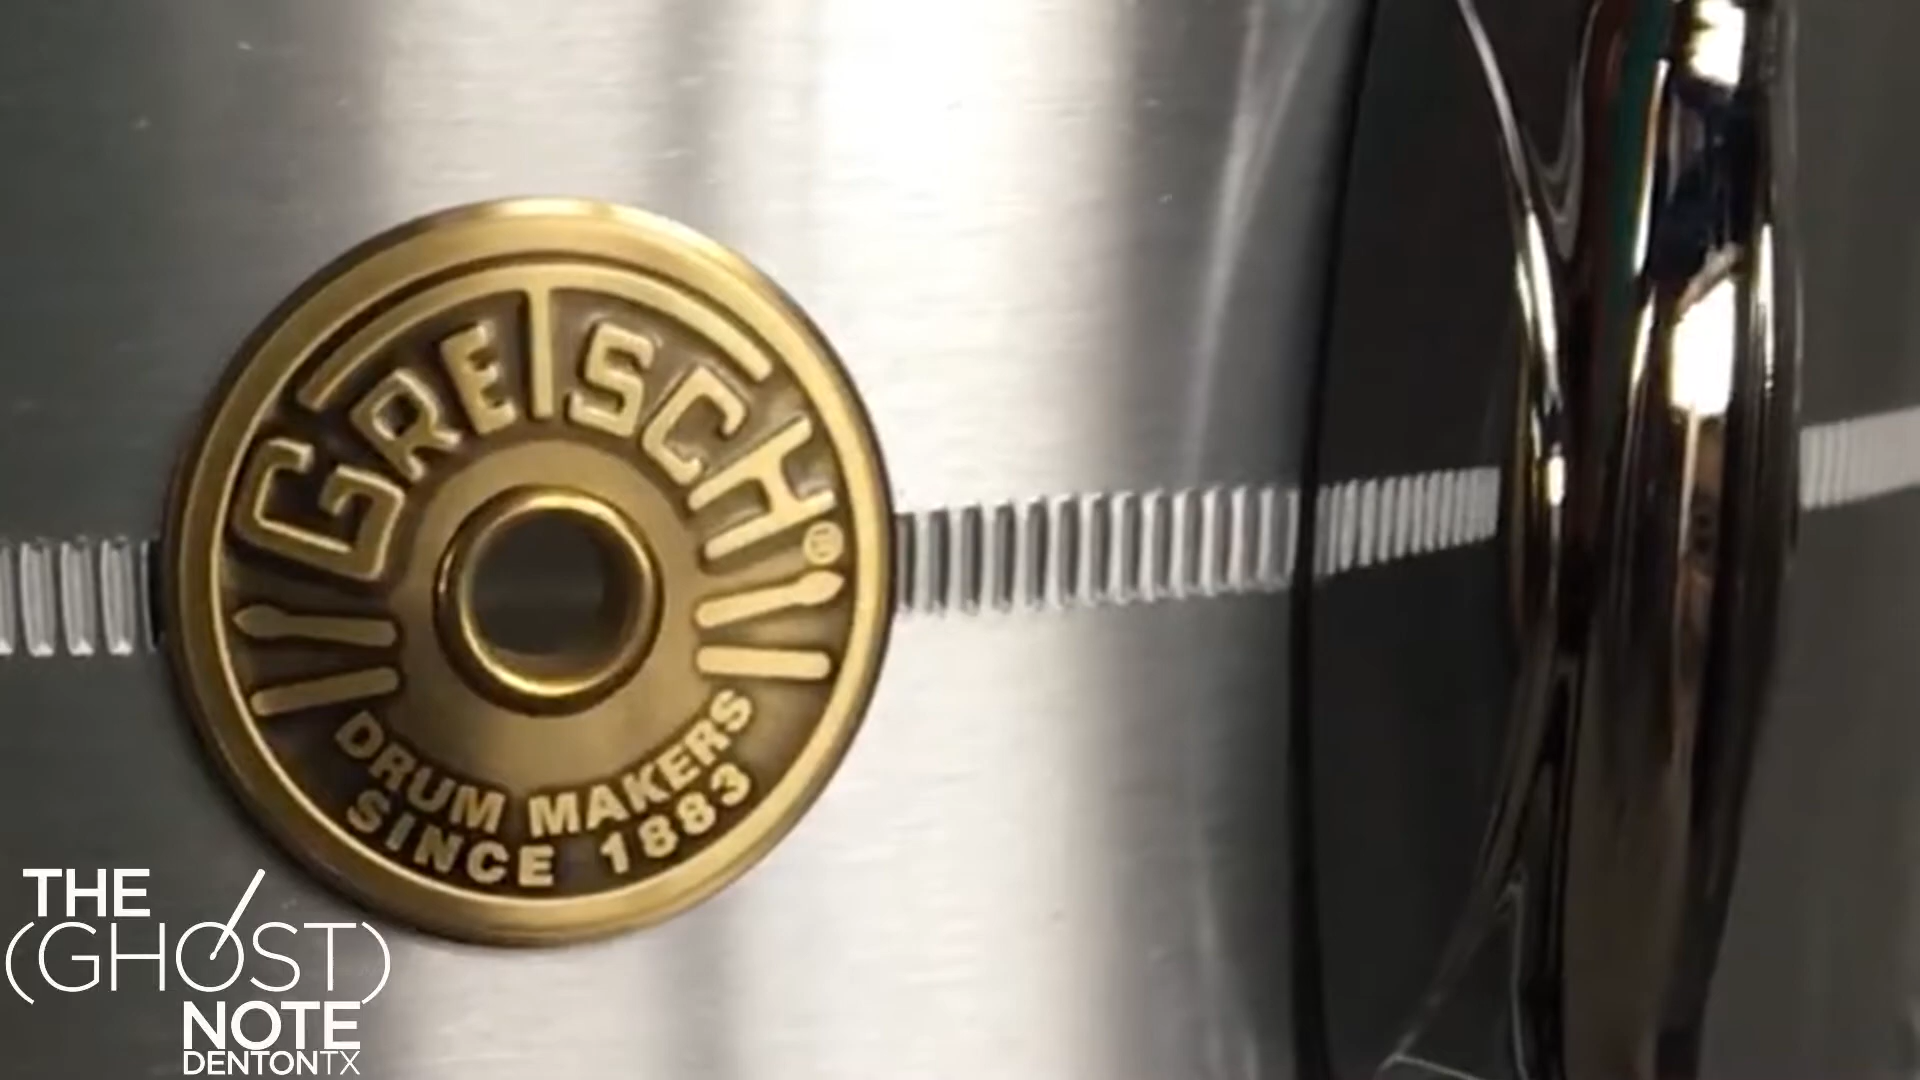 GRETSCH®
DRUM MAKERS
SINCE 1883
THE
(GHOST)
NOTE
DENTONTX